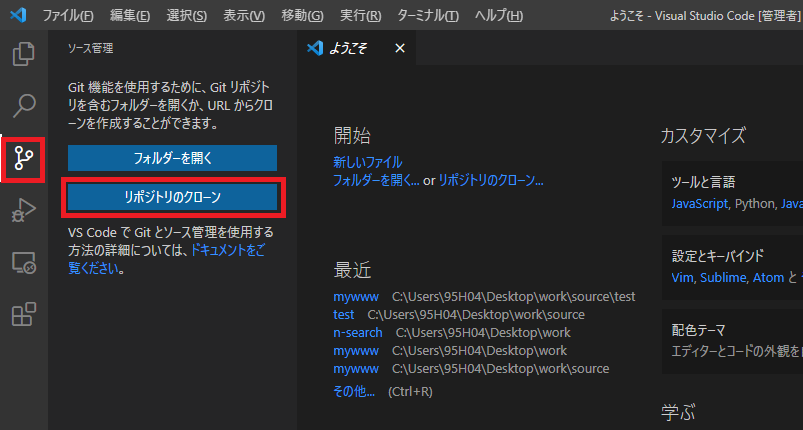 ファイル(F) 編集(E) 選択(S) 表示(V) 移動(G) 実行(R) ターミナル(T) ヘルプ(H) ようこそ - Visual Studio Code [管理者]
ソース管理
Git 機能を使用するために、Git リポジト
リを含むフォルダーを開くか、URL からクロ
ーンを作成することができます。
フォルダーを開く
リポジトリのクローン
VS Code で Git とソース管理を使用する
方法の詳細については、ドキュメントをご
覧ください。
ようこそ
開始
新しいファイル
フォルダーを開く... or リポジトリのクローン...
最近
mywww C:\Users\95H04\Desktop\work\source\test
test C:\Users\95H04\Desktop\work\source
n-search C:\Users\95H04\Desktop\work
mywww C:\Users\95H04\Desktop\work
mywww C:\Users\95H04\Desktop\work\source
その他... (Ctrl+R)
カスタマイズ
ツールと言語
JavaScript, Python, Java
設定とキーバインド
Vim, Sublime, Atom と
配色テーマ
エディターとコードの外観を
学ぶ